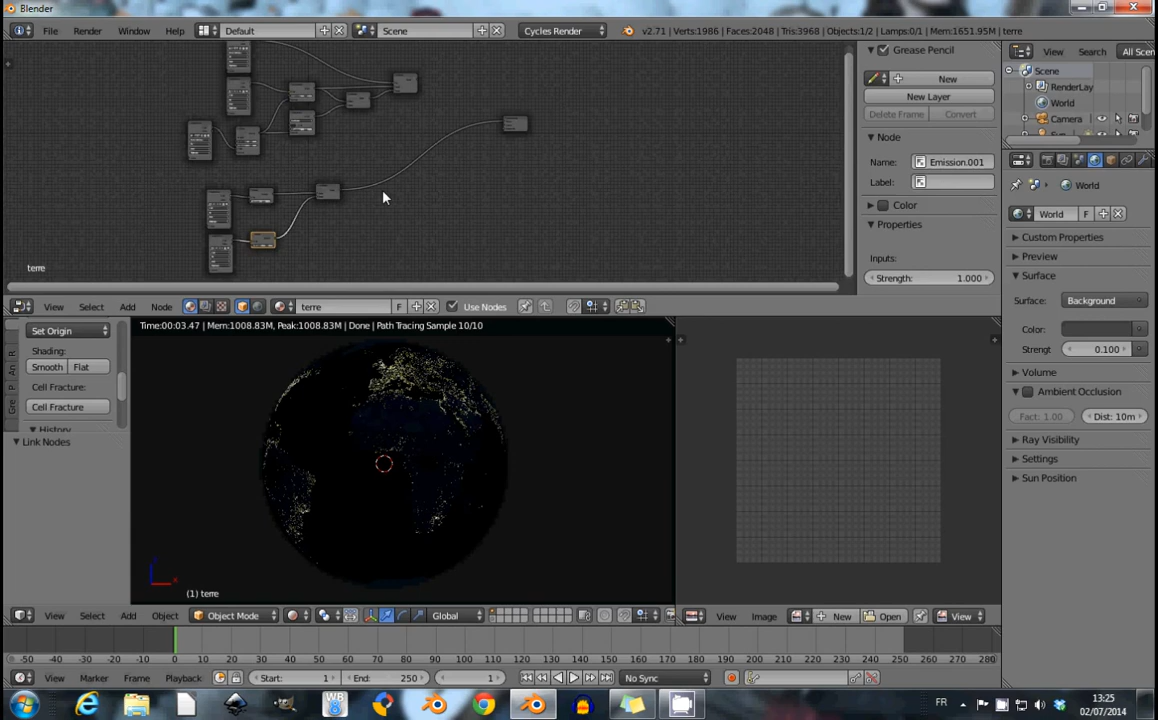 Blender
File Render Window Help Default Scene Cycles Render v2.71 | Verts:1986 | Faces:2048 | Tris:3968 | Objects:1/2 | Lamps:0/1 | Mem:1651.95M | terre
Grease Pencil
New
New Layer
Delete Frame Convert
Node
Name: Emission.001
Label:
Color
Properties
Inputs:
Strength: 1.000
View Search All Scen
Scene
RenderLay
World
Camera
World
World F
Custom Properties
Preview
Surface
Surface: Background
Color:
Strengt 0.100
Volume
Ambient Occlusion
Fact: 1.00 Dist: 10m
Ray Visibility
Settings
Sun Position
terre
View Select Add Node terre F Use Nodes
Set Origin
Shading:
Smooth Flat
Cell Fracture:
Cell Fracture
History
Link Nodes
Time:00:03.47 | Mem:1008.83M, Peak:1008.83M | Done | Path Tracing Sample 10/10
(1) terre
View Select Add Object Object Mode Global
View Image New Open View
-50 -40 -30 -20 -10 0 10 20 30 40 50 60 70 80 90 100 110 120 130 140 150 160 170 180 190 200 210 220 230 240 250 260 270 280
View Marker Frame Playback Start: 1 End: 250 1 No Sync
FR 13:25
02/07/2014